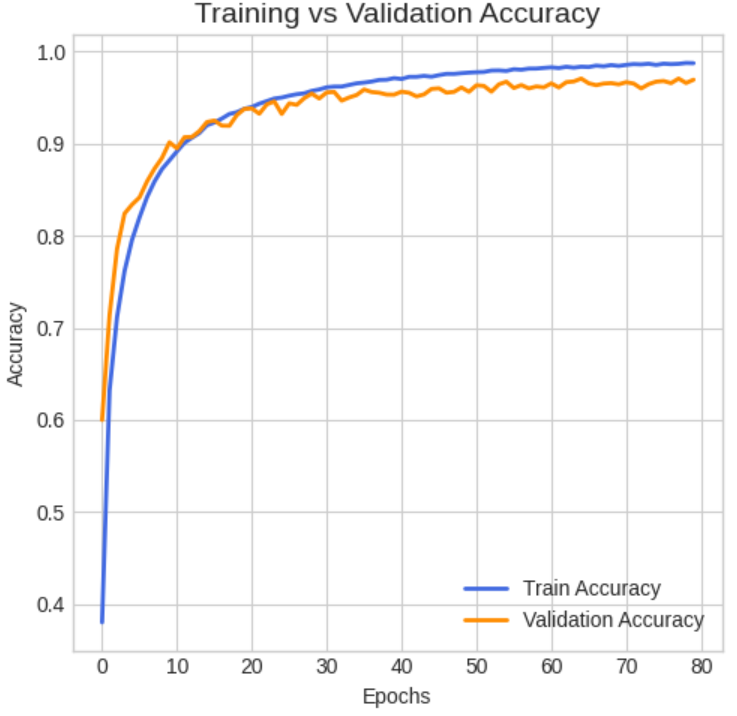 Training vs Validation Accuracy
1.0
0.9
0.8
0.7
0.6
0.5
0.4
Accuracy
Train Accuracy
Validation Accuracy
0 10 20 30 40 50 60 70 80
Epochs